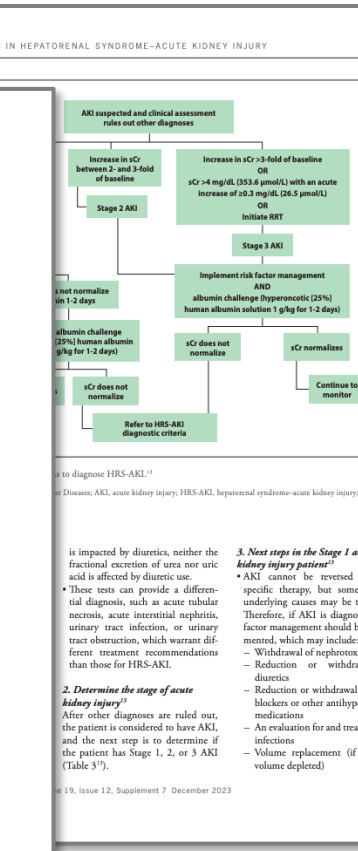 IN HEPATORENAL SYNDROME–ACUTE KIDNEY INJURY
AKI suspected and clinical assessment
rules out other diagnoses
Increase in sCr
between 2- and 3-fold
of baseline
Stage 2 AKI
Increase in sCr >3-fold of baseline
OR
sCr >4 mg/dL (353.6 µmol/L) with an acute
increase of ≥0.3 mg/dL (26.5 µmol/L)
OR
Initiate RRT
Stage 3 AKI
Implement risk factor management
AND
albumin challenge (hyperoncotic [25%]
human albumin solution 1 g/kg for 1-2 days)
not normalize
in 1-2 days
albumin challenge
[25%] human albumin
g/kg for 1-2 days)
sCr does not
normalize
sCr does not
normalize
sCr normalizes
Continue to
monitor
Refer to HRS-AKI
diagnostic criteria
to diagnose HRS-AKI.¹³
Diseases; AKI, acute kidney injury; HRS-AKI, hepatorenal syndrome–acute kidney injury;
is impacted by diuretics, neither the
fractional excretion of urea nor uric
acid is affected by diuretic use.
• These tests can provide a differen-
tial diagnosis, such as acute tubular
necrosis, acute interstitial nephritis,
urinary tract infection, or urinary
tract obstruction, which warrant dif-
ferent treatment recommendations
than those for HRS-AKI.
2. Determine the stage of acute
kidney injury¹³
After other diagnoses are ruled out,
the patient is considered to have AKI,
and the next step is to determine if
the patient has Stage 1, 2, or 3 AKI
(Table 3¹³).
3. Next steps in the Stage 1
kidney injury patient¹³
• AKI cannot be reversed
specific therapy, but some
underlying causes may be
Therefore, if AKI is
factor management should
mented, which may include:
– Withdrawal of
– Reduction or
diuretics
– Reduction or withdrawal
blockers or other
medications
– An evaluation for and
infections
– Volume replacement (if
volume depleted)
19, Issue 12, Supplement 7 December 2023